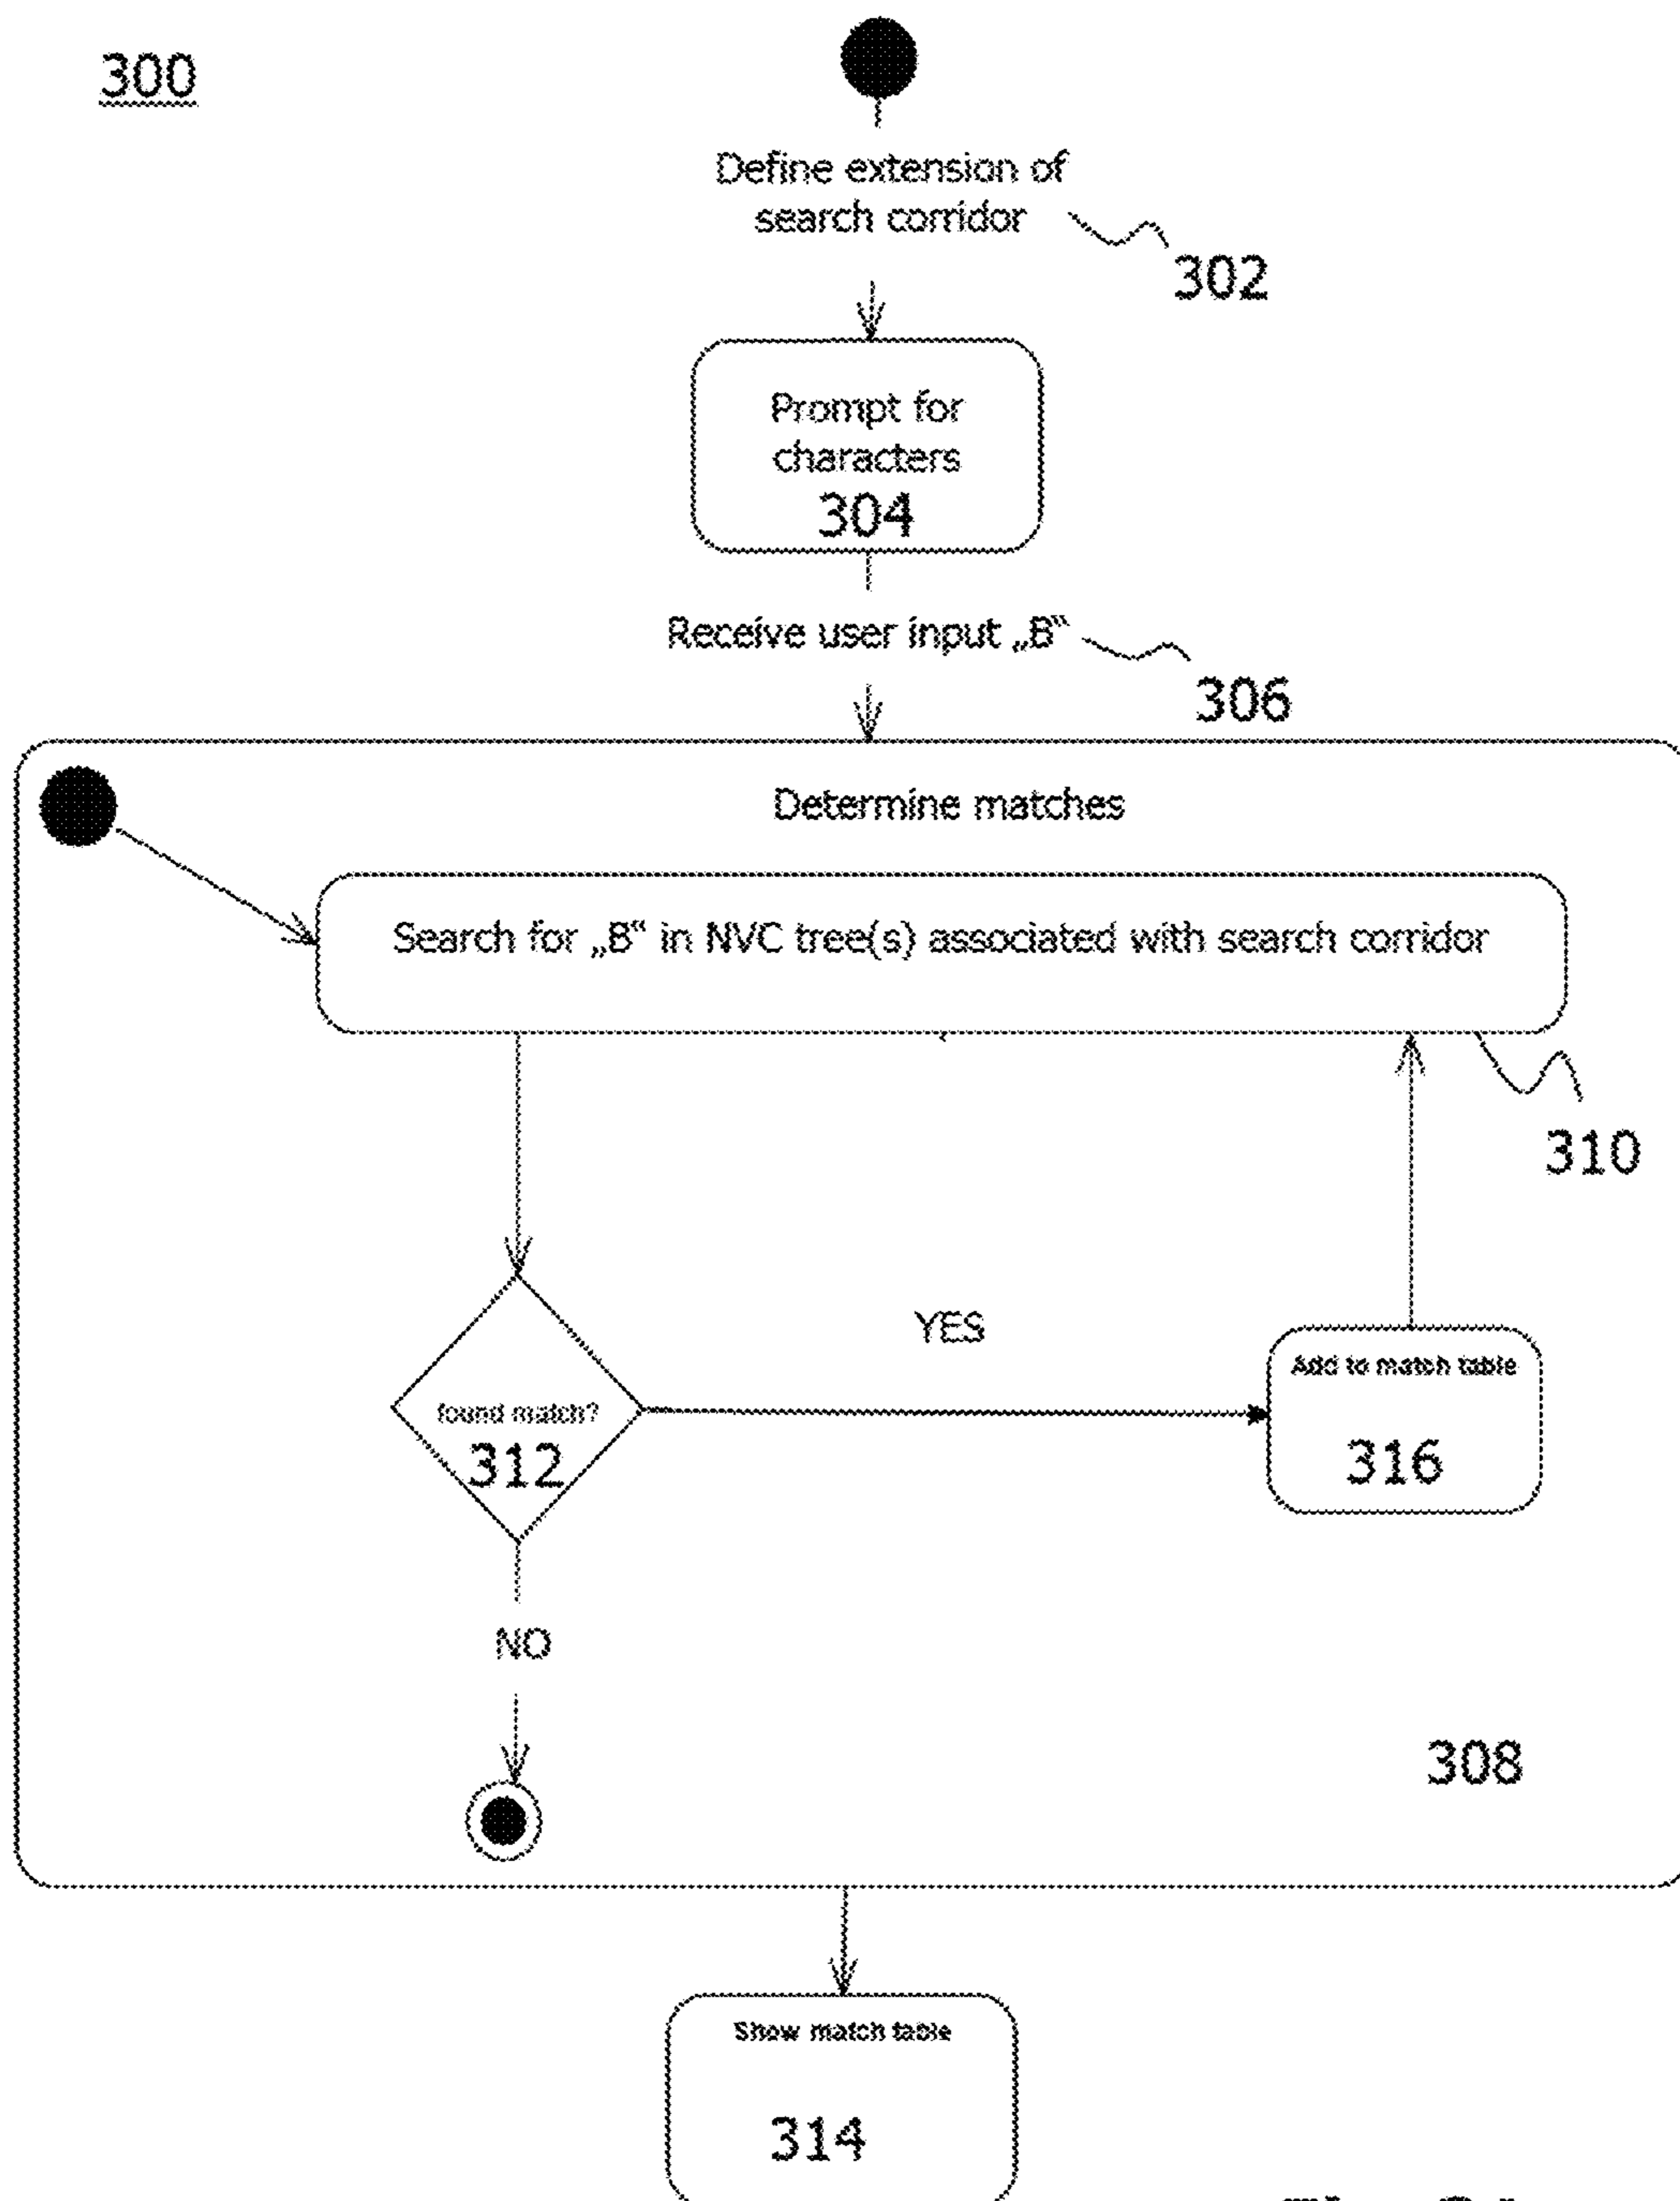 300
Define extension of
search corridor
302
Prompt for
characters
304
Receive user input „B“
306
Determine matches
Search for „B“ in NVC tree(s) associated with search corridor
310
YES
Add to match table
found match?
312
316
NO
308
Show match table
314